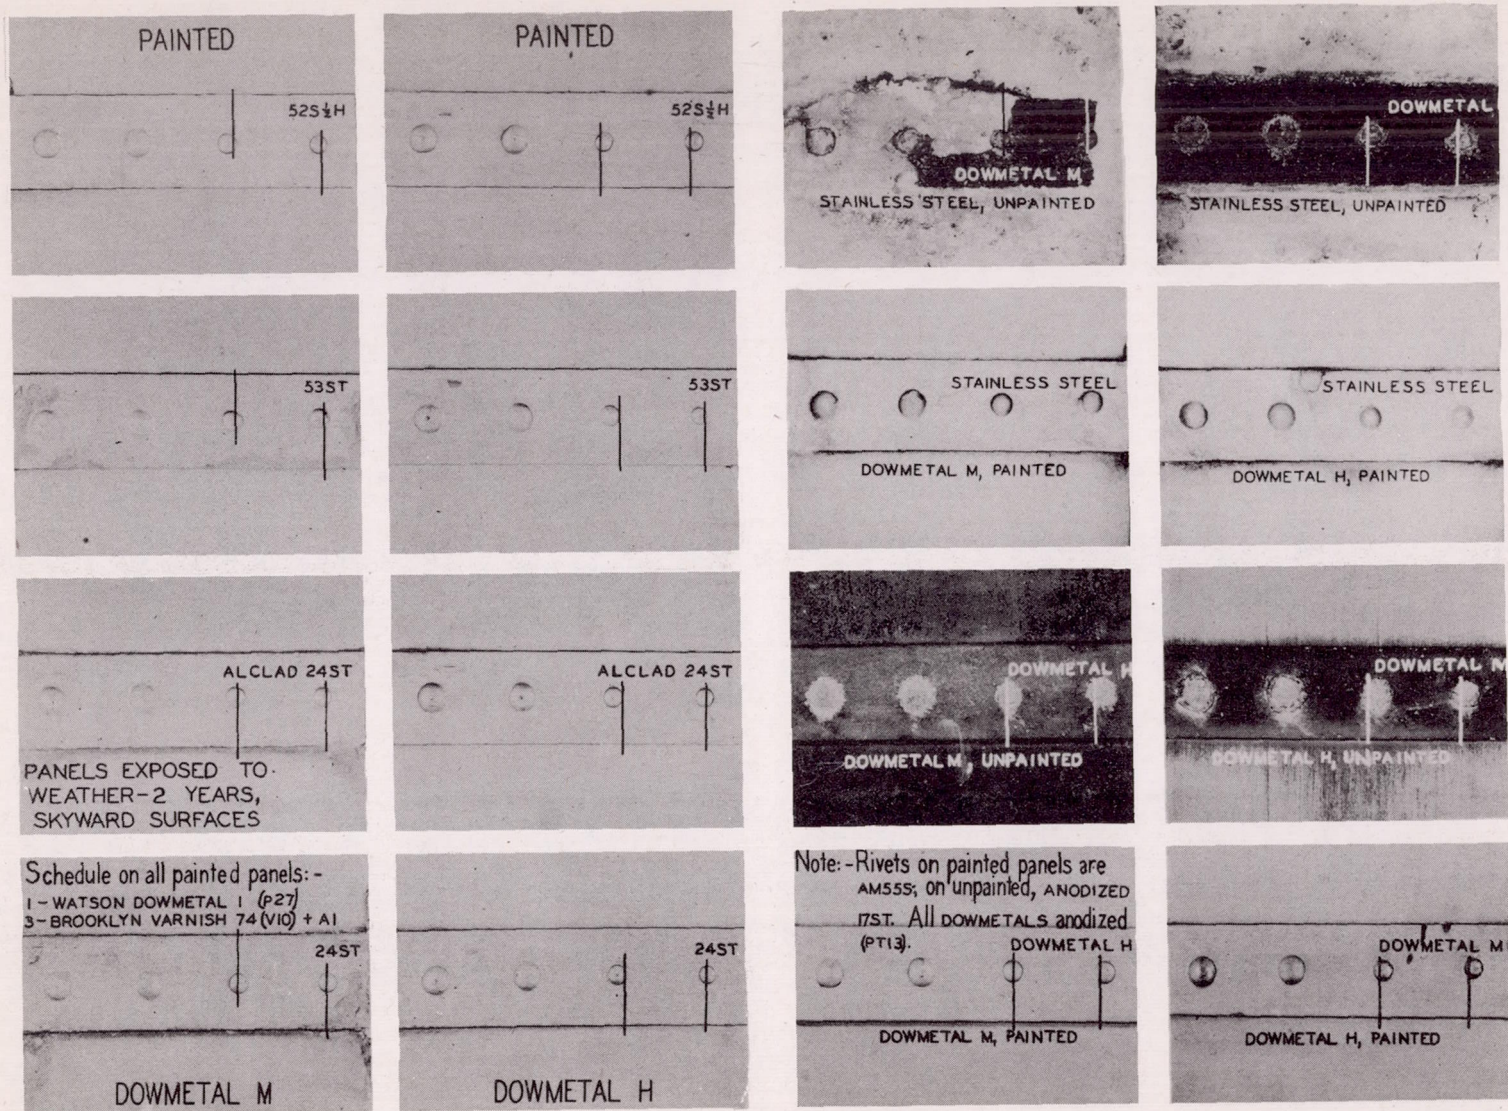 PAINTED
52S½H
PAINTED
52S½H
DOWMETAL M
STAINLESS STEEL, UNPAINTED
DOWMETAL
STAINLESS STEEL, UNPAINTED
53ST
53ST
STAINLESS STEEL
DOWMETAL M, PAINTED
STAINLESS STEEL
DOWMETAL H, PAINTED
ALCLAD 24ST
PANELS EXPOSED TO
WEATHER-2 YEARS,
SKYWARD SURFACES
ALCLAD 24ST
DOWMETAL H
DOWMETAL M, UNPAINTED
DOWMETAL M
DOWMETAL H, UNPAINTED
Schedule on all painted panels:-
1-WATSON DOWMETAL 1 (P27)
3-BROOKLYN VARNISH 74 (V10) + A1
24ST
DOWMETAL M
24ST
DOWMETAL H
Note:-Rivets on painted panels are
AM55S; on unpainted, ANODIZED
17ST. All DOWMETALS anodized
(PT13).
DOWMETAL H
DOWMETAL M, PAINTED
DOWMETAL M
DOWMETAL H, PAINTED